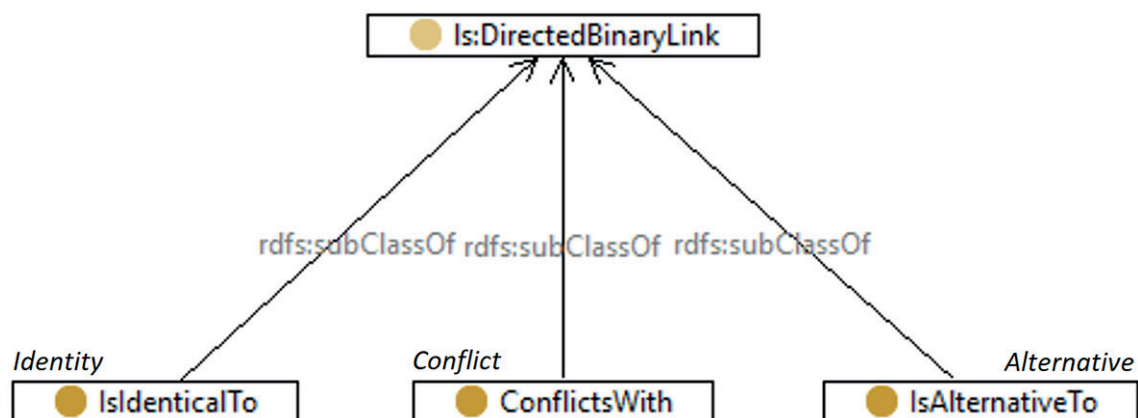 ls:DirectedBinaryLink
rdfs:subClassOf rdfs:subClassOf rdfs:subClassOf
Identity Conflict Alternative
IsIdenticalTo ConflictsWith IsAlternativeTo